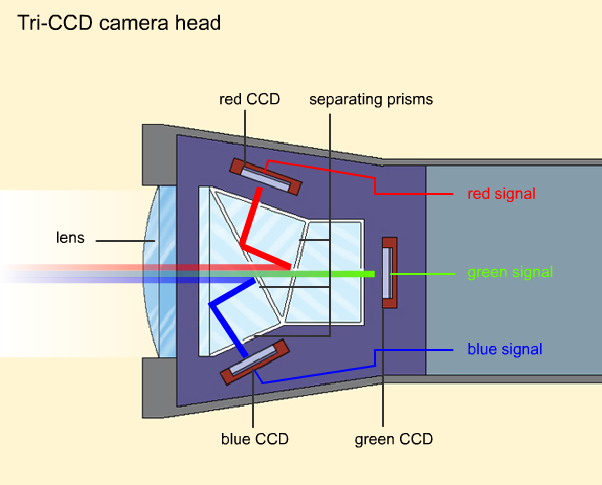 Tri-CCD camera head
red CCD
separating prisms
red signal
lens
green signal
blue signal
blue CCD
green CCD